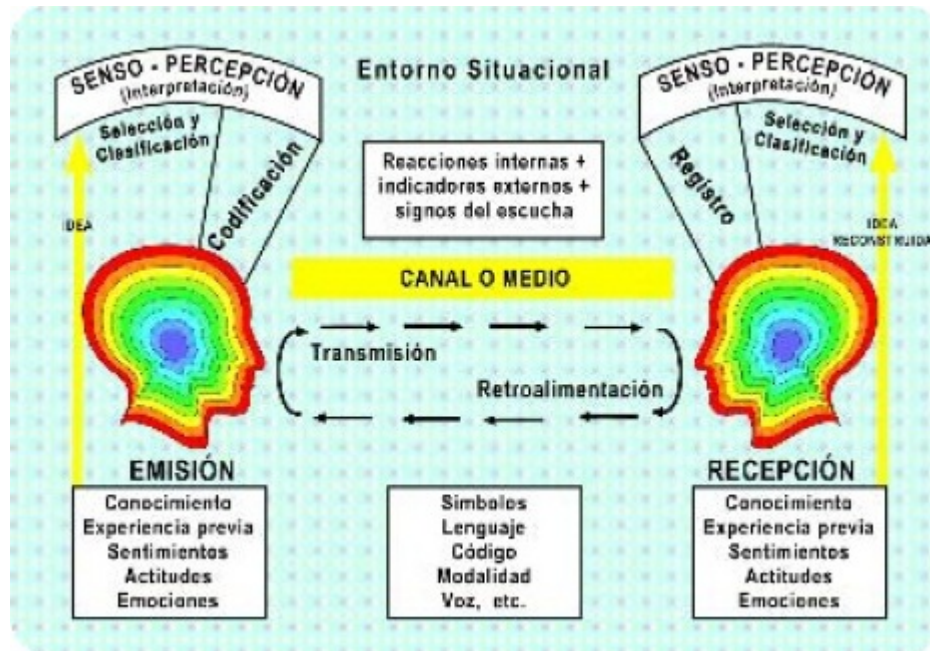 SENSO - PERCEPCIÓN
(Interpretación)
Selección y
Clasificación
Codificación
IDEA
Entorno Situacional
Reacciones internas +
indicadores externos +
signos del escucha
SENSO - PERCEPCIÓN
(Interpretación)
Selección y
Clasificación
Registro
IDEA
RECONSTRUIDA
CANAL O MEDIO
Transmisión
Retroalimentación
EMISIÓN
Conocimiento
Experiencia previa
Sentimientos
Actitudes
Emociones
Símbolos
Lenguaje
Código
Modalidad
Voz, etc.
RECEPCIÓN
Conocimiento
Experiencia previa
Sentimientos
Actitudes
Emociones